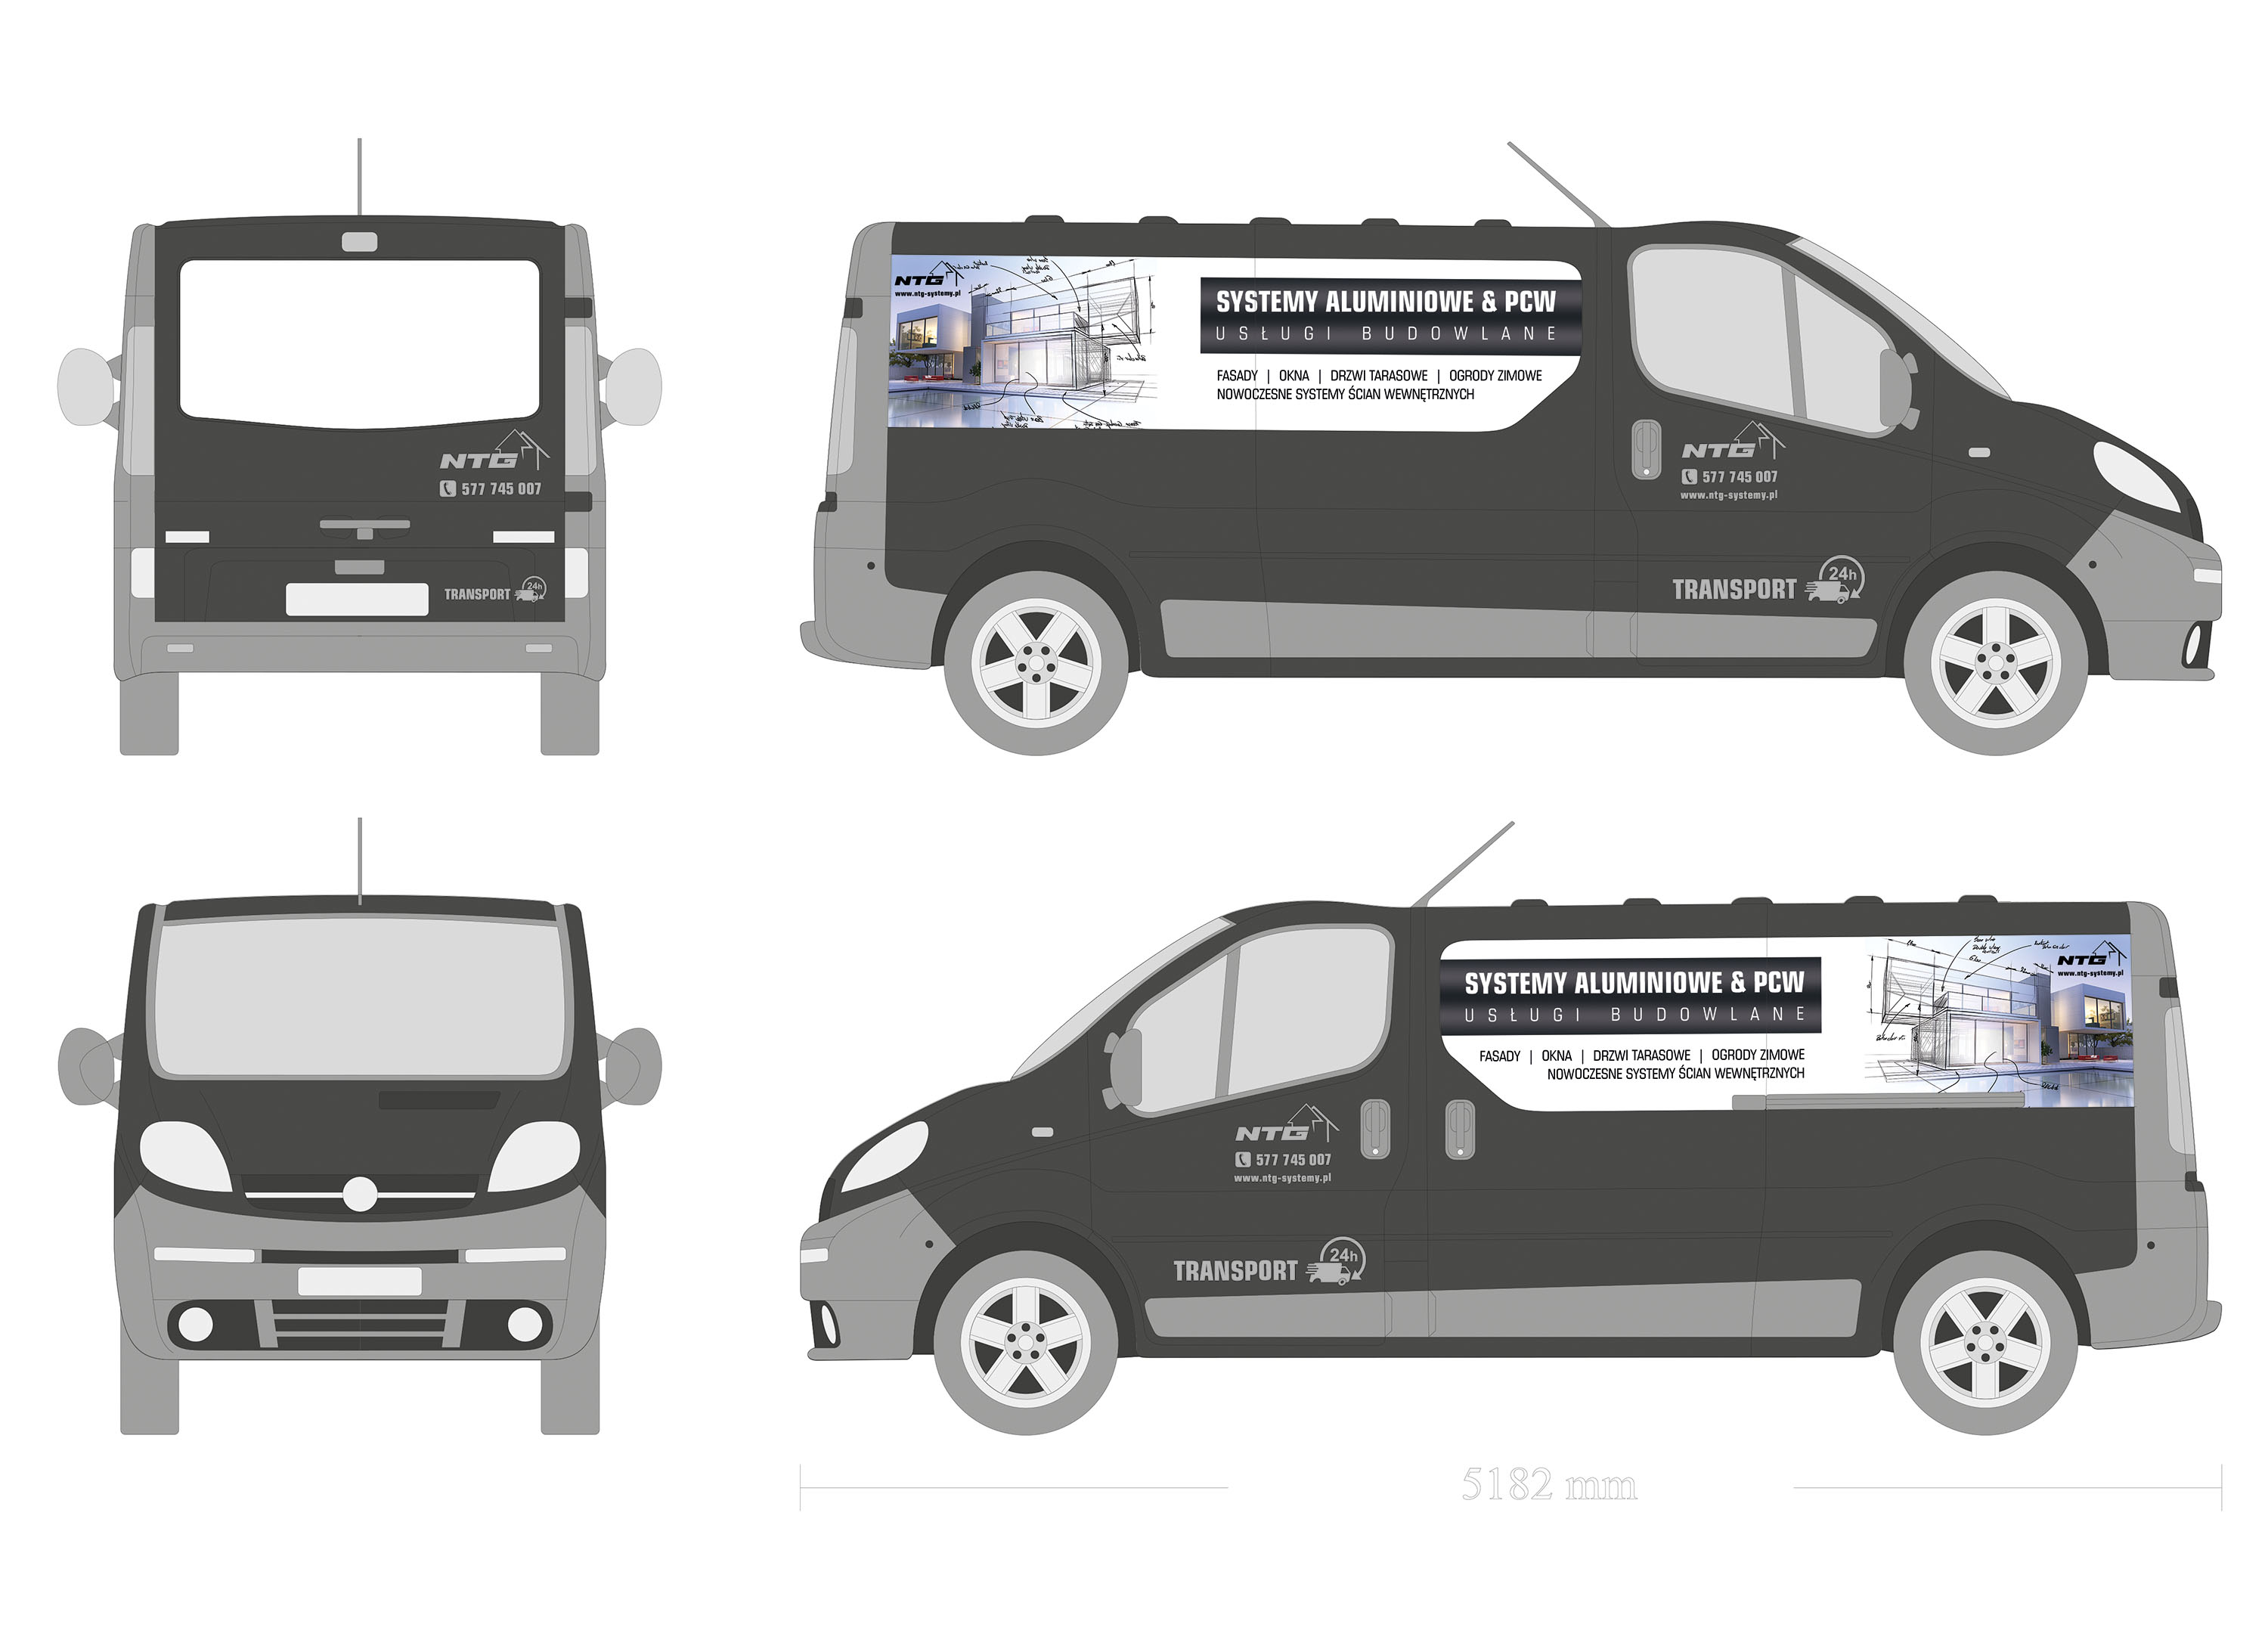 NTG
577 745 007
TRANSPORT 24h
NTG
www.ntg-systemy.pl
SYSTEMY ALUMINIOWE & PCW
USŁUGI BUDOWLANE
FASADY | OKNA | DRZWI TARASOWE | OGRODY ZIMOWE
NOWOCZESNE SYSTEMY ŚCIAN WEWNĘTRZNYCH
NTG
577 745 007
www.ntg-systemy.pl
TRANSPORT 24h
SYSTEMY ALUMINIOWE & PCW
USŁUGI BUDOWLANE
FASADY | OKNA | DRZWI TARASOWE | OGRODY ZIMOWE
NOWOCZESNE SYSTEMY ŚCIAN WEWNĘTRZNYCH
NTG
www.ntg-systemy.pl
NTG
577 745 007
www.ntg-systemy.pl
TRANSPORT 24h
5182 mm